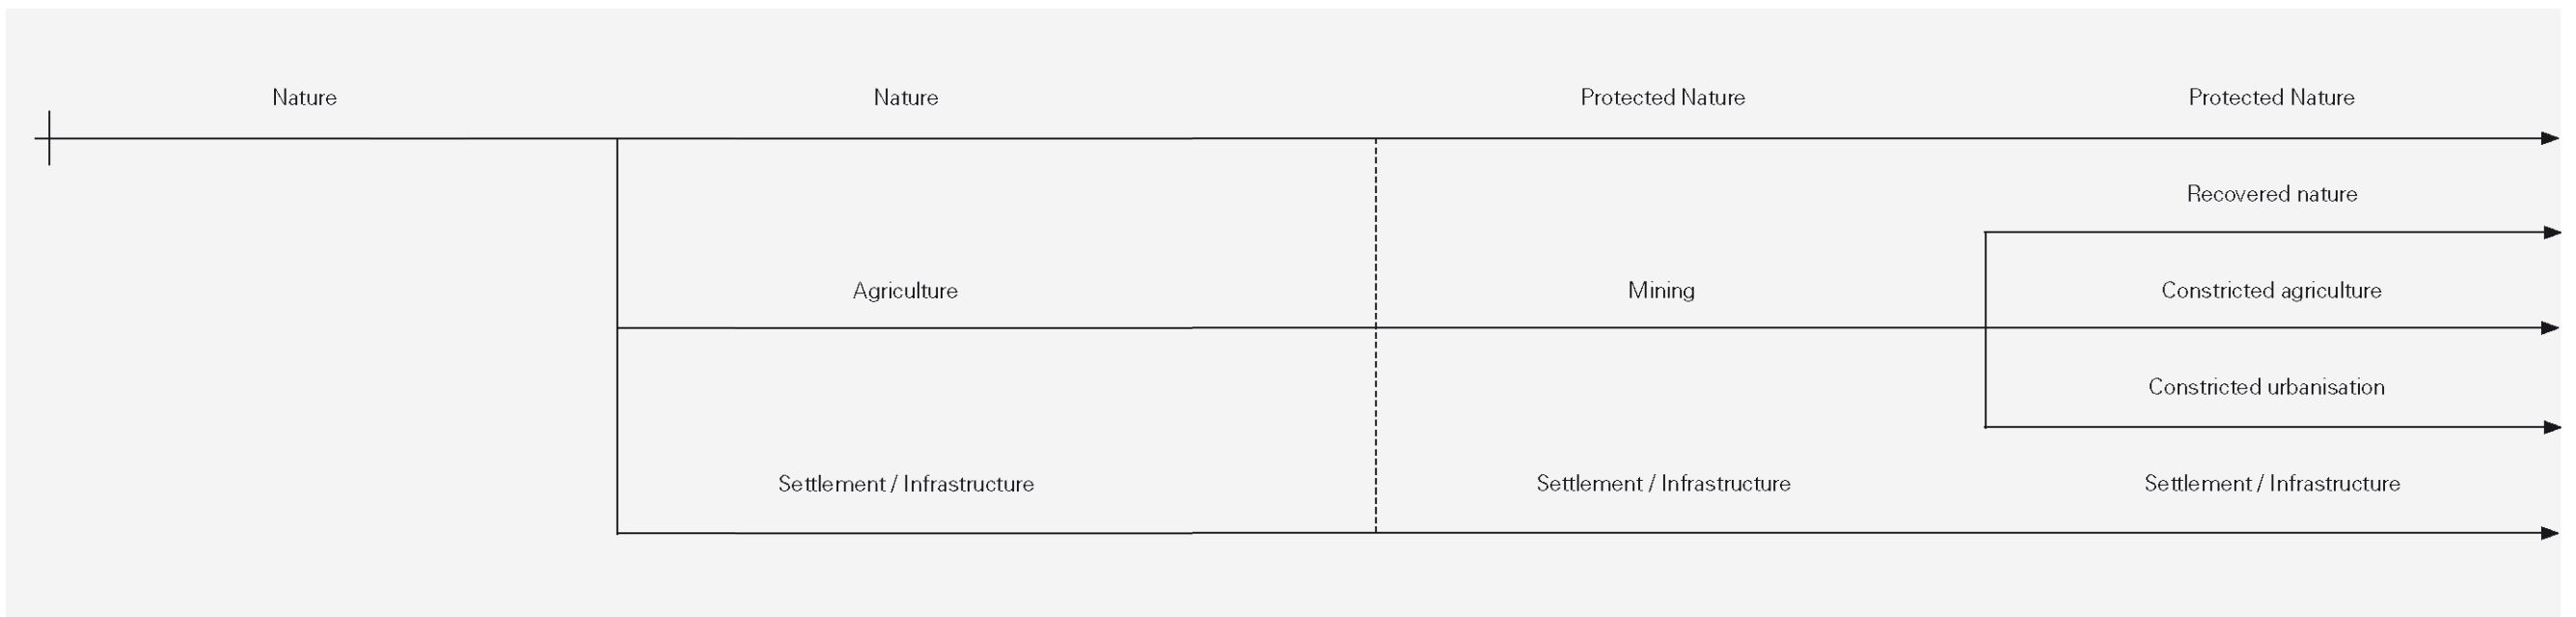 Nature
Nature
Protected Nature
Protected Nature
Recovered nature
Agriculture
Mining
Constricted agriculture
Constricted urbanisation
Settlement / Infrastructure
Settlement / Infrastructure
Settlement / Infrastructure